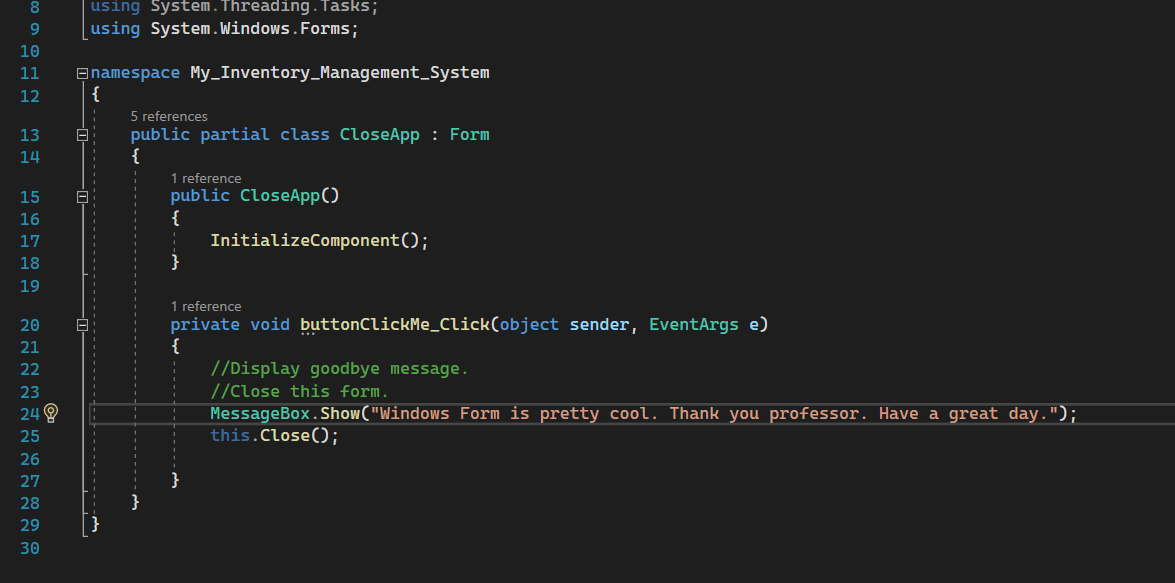 8 using System.Threading.Tasks;
9 using System.Windows.Forms;
10
11 namespace My_Inventory_Management_System
12 {
5 references
13 public partial class CloseApp : Form
14 {
1 reference
15 public CloseApp()
16 {
17 InitializeComponent();
18 }
19
1 reference
20 private void buttonClickMe_Click(object sender, EventArgs e)
21 {
22 //Display goodbye message.
23 //Close this form.
24 MessageBox.Show("Windows Form is pretty cool. Thank you professor. Have a great day.");
25 this.Close();
26
27 }
28 }
29 }
30